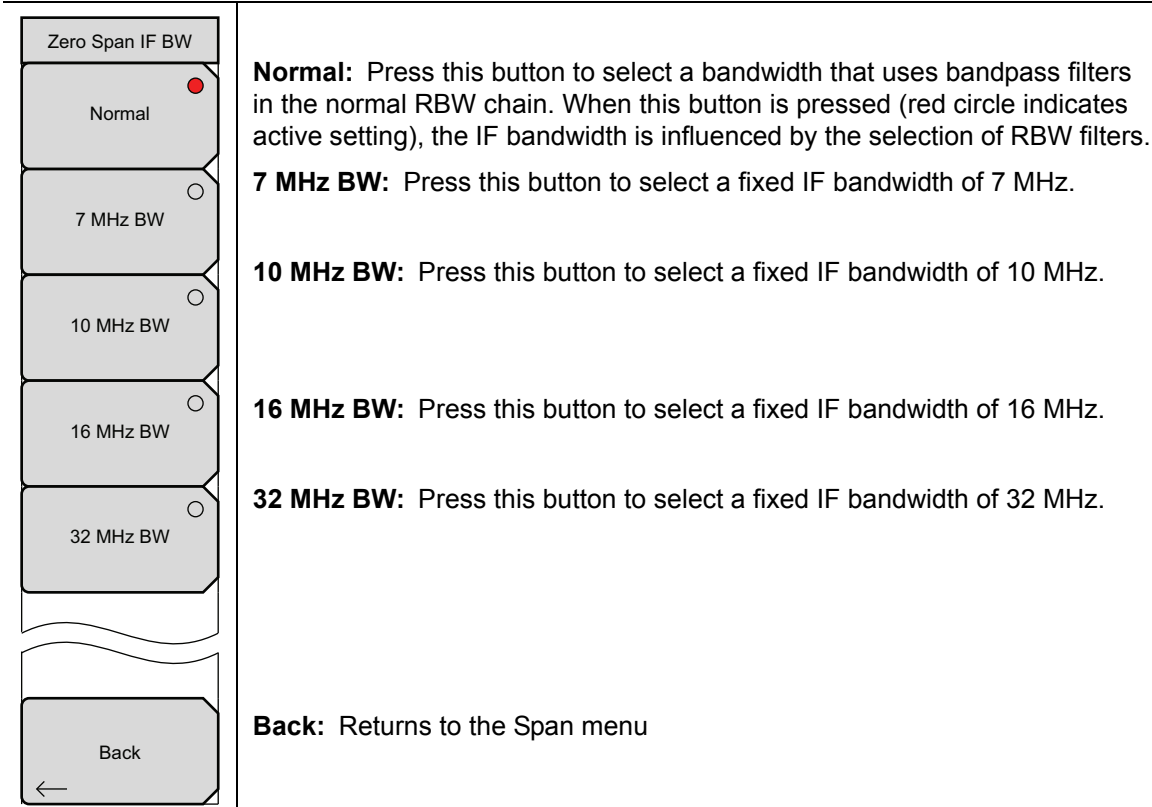 Zero Span IF BW
Normal
7 MHz BW
10 MHz BW
16 MHz BW
32 MHz BW
Back
Normal: Press this button to select a bandwidth that uses bandpass filters
in the normal RBW chain. When this button is pressed (red circle indicates
active setting), the IF bandwidth is influenced by the selection of RBW filters.
7 MHz BW: Press this button to select a fixed IF bandwidth of 7 MHz.
10 MHz BW: Press this button to select a fixed IF bandwidth of 10 MHz.
16 MHz BW: Press this button to select a fixed IF bandwidth of 16 MHz.
32 MHz BW: Press this button to select a fixed IF bandwidth of 32 MHz.
Back: Returns to the Span menu